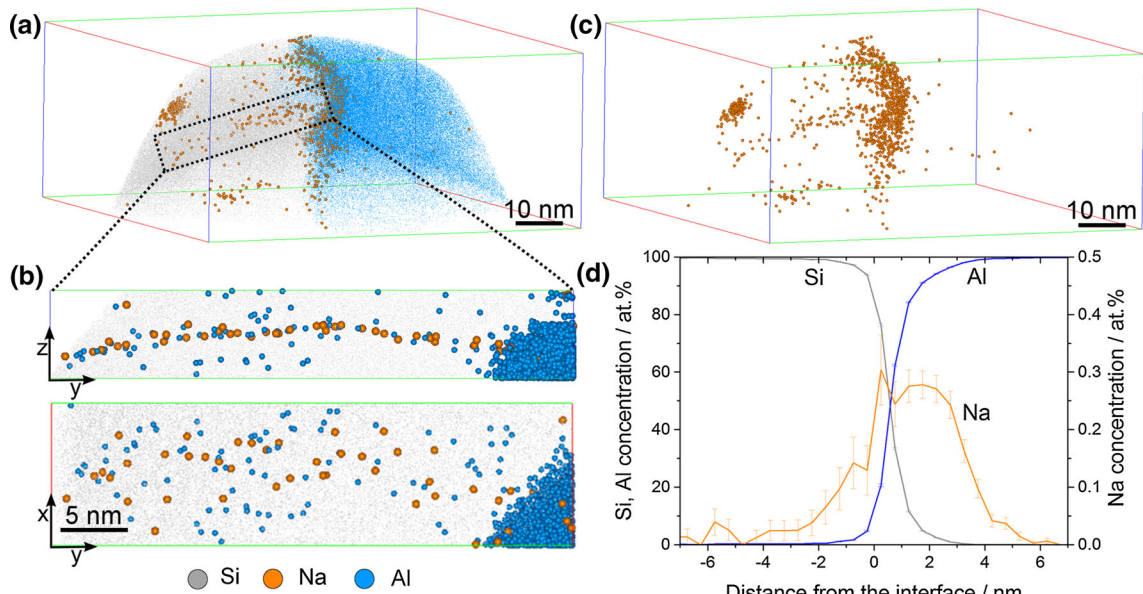 (a)
10 nm
(c)
10 nm
(b)
z
y
x
5 nm
y
Si Na Al
(d)
100
80
60
40
20
0
Si, Al concentration / at.%
Si
Al
Na
0.5
0.4
0.3
0.2
0.1
0.0
Na concentration / at.%
-6 -4 -2 0 2 4 6
Distance from the interface / nm